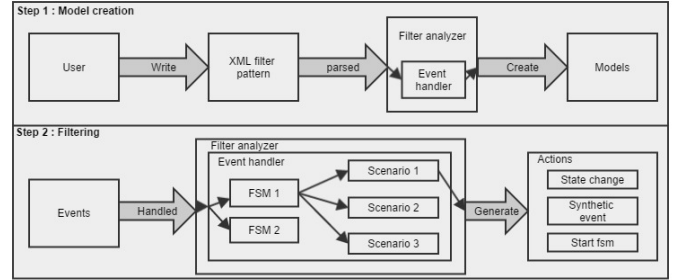 Step 1 : Model creation
User
Write
XML filter
pattern
parsed
Filter analyzer
Event
handler
Create
Models
Step 2 : Filtering
Events
Handled
Filter analyzer
Event handler
FSM 1
FSM 2
Scenario 1
Scenario 2
Scenario 3
Generate
Actions
State change
Synthetic
event
Start fsm